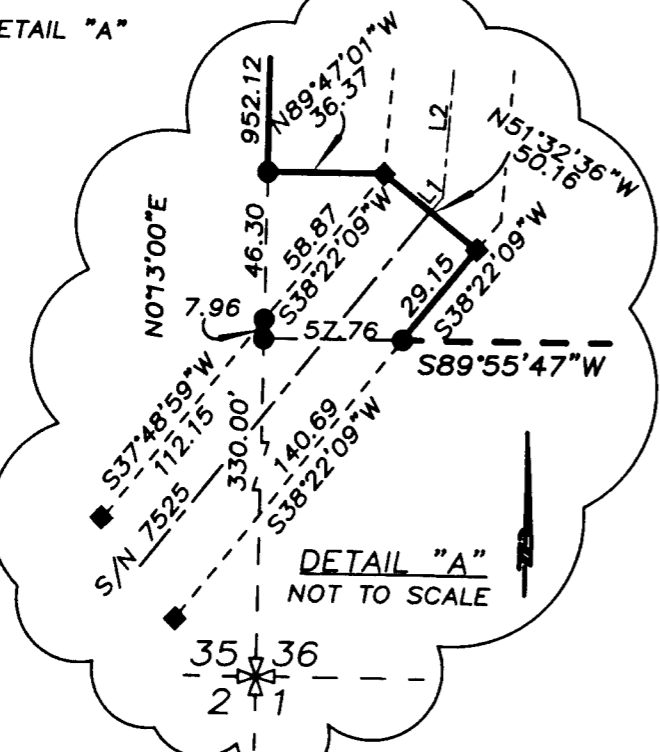 ETAIL "A"
952.12
N89°47'01"W
36.37
L2
N51°32'36"W
50.16
L1
N0°13'00"E
46.30
58.87
S38°22'09"W
29.15
S38°22'09"W
7.96
57.76
S89°55'47"W
S37°48'59"W
112.15
330.00'
140.69
S38°22'09"W
S/N 7525
DETAIL "A"
NOT TO SCALE
35 36
2 1